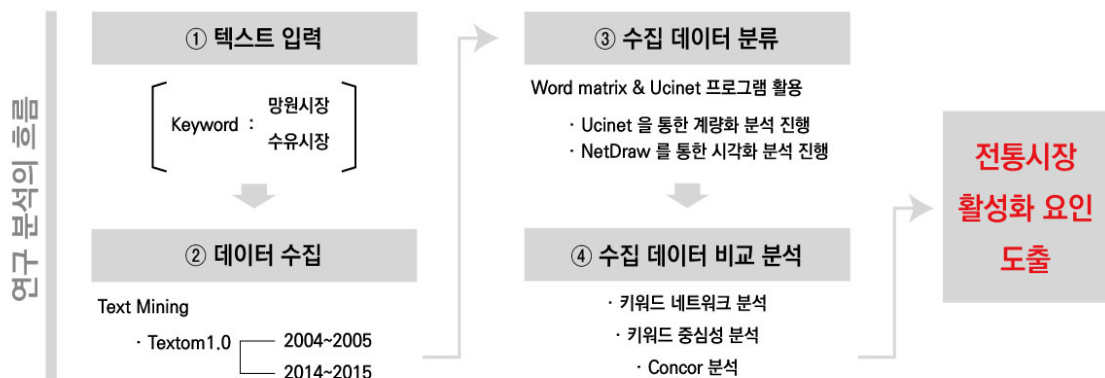 연구 분석의 흐름
① 텍스트 입력
Keyword :
망원시장
수유시장
② 데이터 수집
Text Mining
· Textom1.0
2004~2005
2014~2015
③ 수집 데이터 분류
Word matrix & Ucinet 프로그램 활용
· Ucinet 을 통한 계량화 분석 진행
· NetDraw 를 통한 시각화 분석 진행
④ 수집 데이터 비교 분석
· 키워드 네트워크 분석
· 키워드 중심성 분석
· Concor 분석
전통시장
활성화 요인
도출